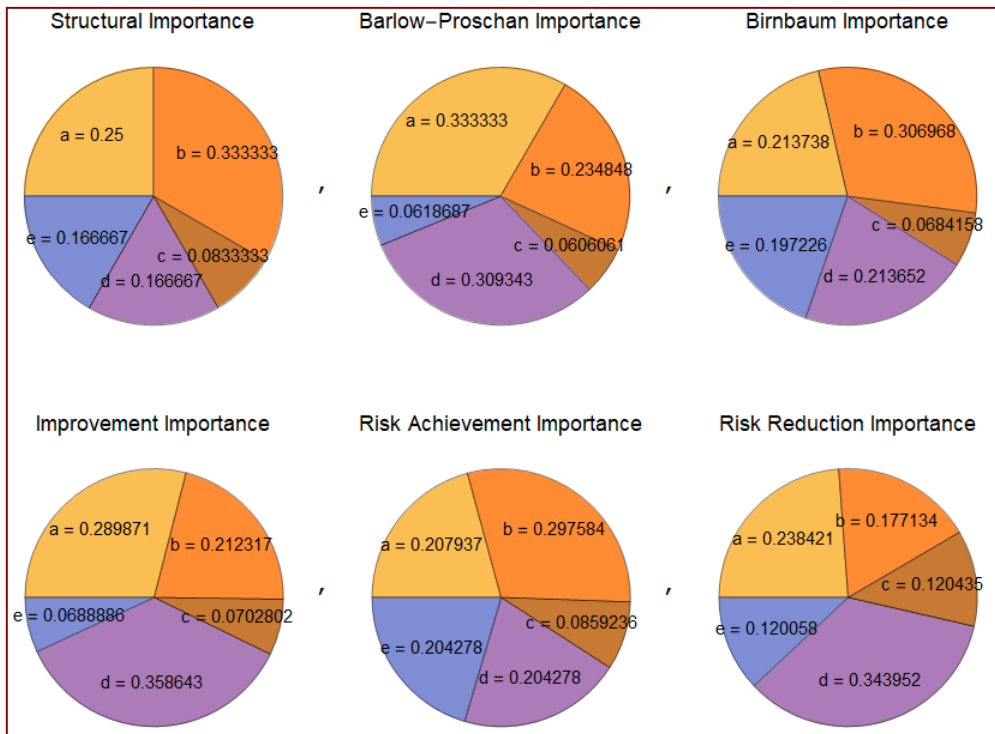 Structural Importance
a = 0.25
b = 0.333333
e = 0.166667
c = 0.0833333
d = 0.166667
,
Barlow–Proschan Importance
a = 0.333333
b = 0.234848
e = 0.0618687
c = 0.0606061
d = 0.309343
,
Birnbaum Importance
a = 0.213738
b = 0.306968
c = 0.0684158
e = 0.197226
d = 0.213652
Improvement Importance
a = 0.289871
b = 0.212317
e = 0.0688886
c = 0.0702802
d = 0.358643
,
Risk Achievement Importance
a = 0.207937
b = 0.297584
c = 0.0859236
e = 0.204278
d = 0.204278
,
Risk Reduction Importance
b = 0.177134
a = 0.238421
c = 0.120435
e = 0.120058
d = 0.343952